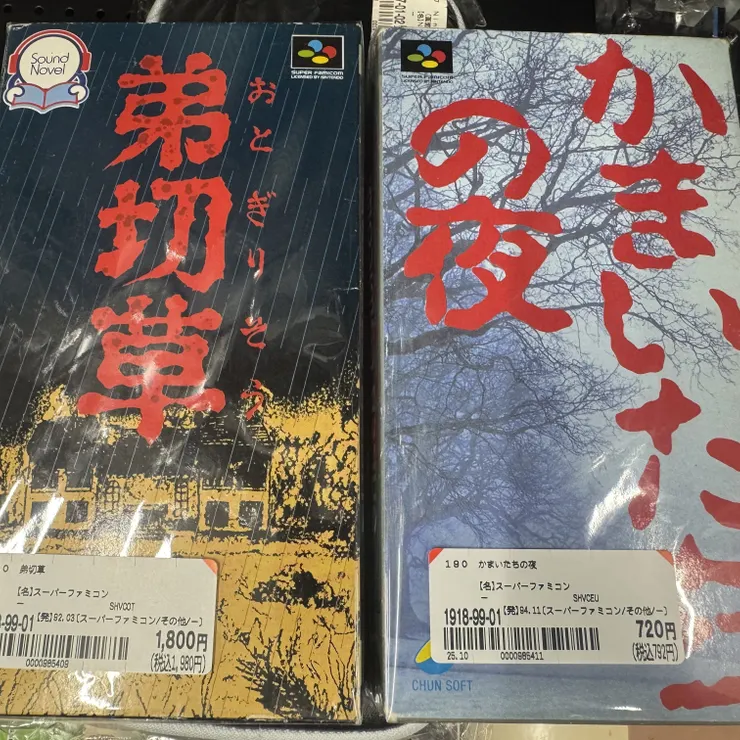 Sound
Novel
SUPER FAMICOM
LICENSED BY NINTENDO
弟切草
おとぎりそう
0 弟切草
【名】スーパーファミコン
SHVOOT
-99-01
【発】92.03【スーパーファミコン/その他ノー】
1,800円
(税込1,980円)
0000985409
SUPER FAMICOM
LICENSED BY NINTENDO
かまいたち
の夜
190 かまいたちの夜
【名】スーパーファミコン
SHVCEU
1918-99-01
【発】94.11【スーパーファミコン/その他ノー】
720円
(税込792円)
25.10
0000985411
CHUN SOFT